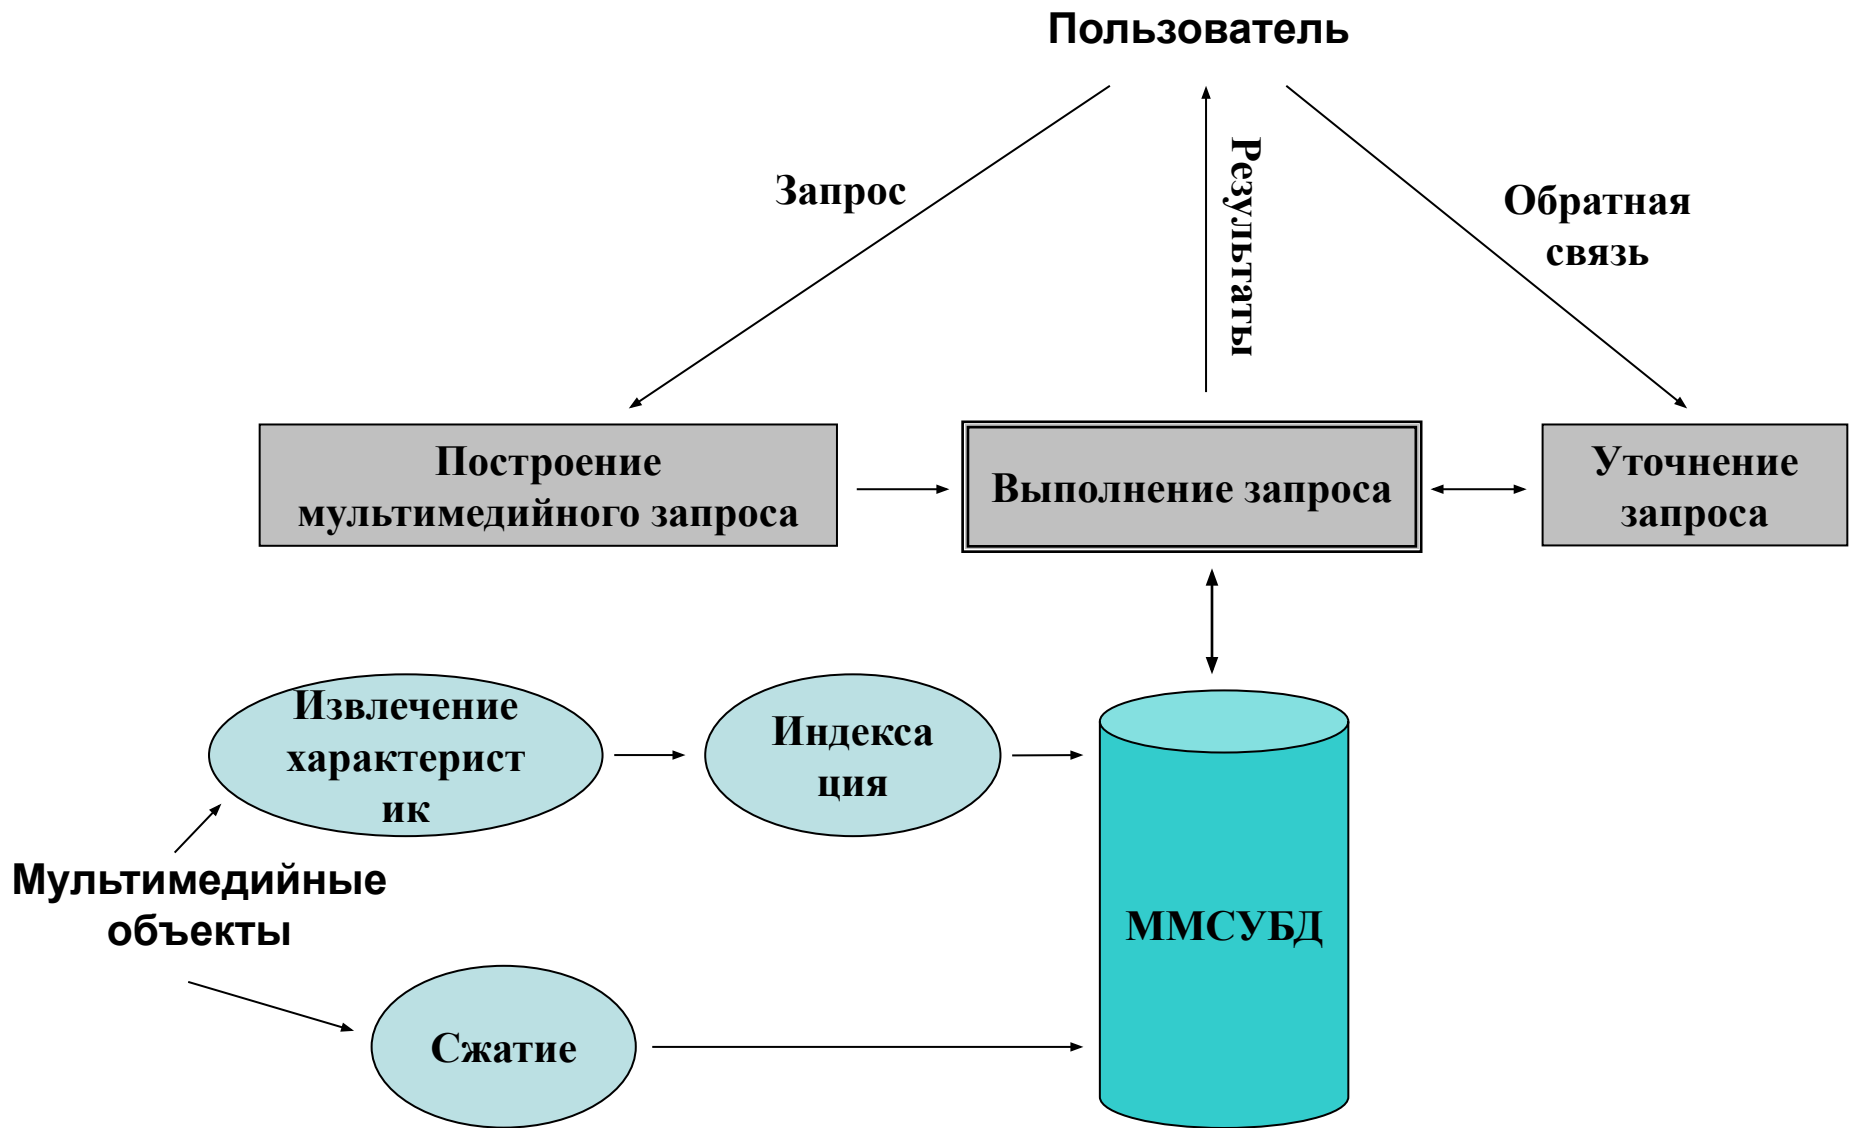 Пользователь
Запрос
Результаты
Обратная
связь
Построение
мультимедийного запроса
Выполнение запроса
Уточнение
запроса
Извлечение
характерист
ик
Индекса
ция
Мультимедийные
объекты
ММСУБД
Сжатие